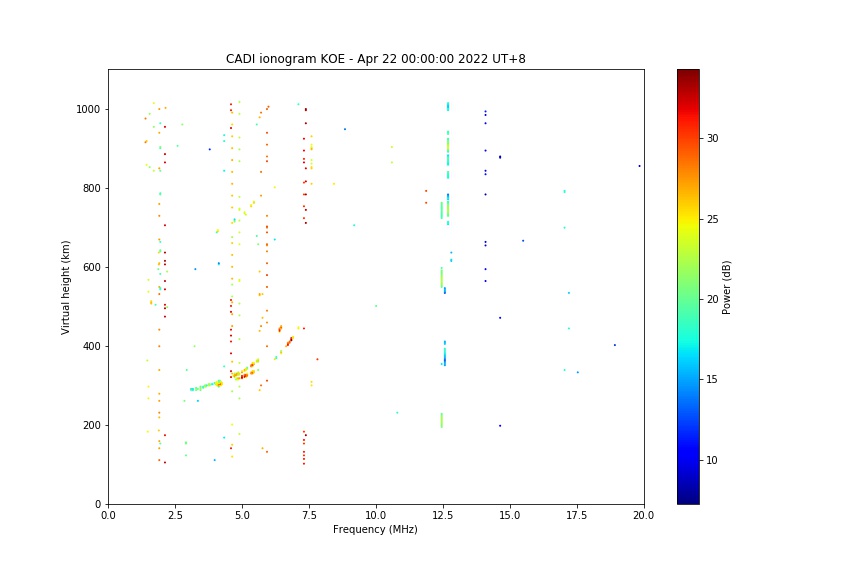 CADI ionogram KOE - Apr 22 00:00:00 2022 UT+8
1000
800
600
400
200
0
Virtual height (km)
0.0 2.5 5.0 7.5 10.0 12.5 15.0 17.5 20.0
Frequency (MHz)
30
25
20
15
10
Power (dB)